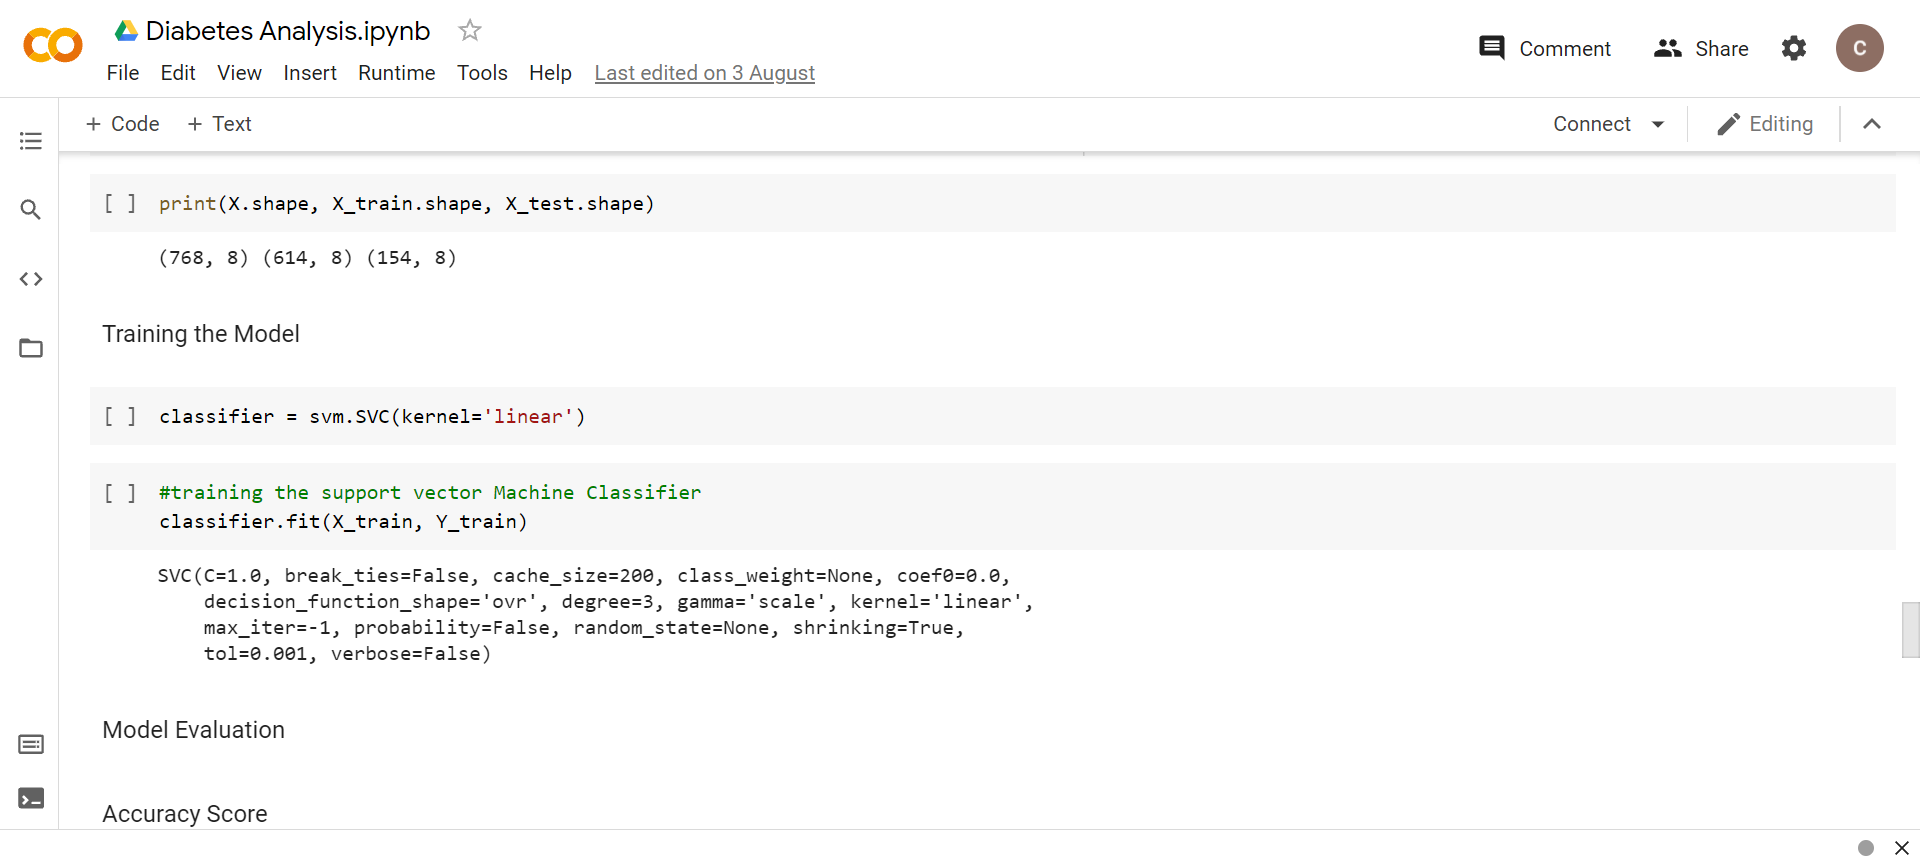 Diabetes Analysis.ipynb
File Edit View Insert Runtime Tools Help Last edited on 3 August
Comment Share C
+ Code + Text
Connect Editing
[ ] print(X.shape, X_train.shape, X_test.shape)
(768, 8) (614, 8) (154, 8)
Training the Model
[ ] classifier = svm.SVC(kernel='linear')
[ ] #training the support vector Machine Classifier
classifier.fit(X_train, Y_train)
SVC(C=1.0, break_ties=False, cache_size=200, class_weight=None, coef0=0.0,
decision_function_shape='ovr', degree=3, gamma='scale', kernel='linear',
max_iter=-1, probability=False, random_state=None, shrinking=True,
tol=0.001, verbose=False)
Model Evaluation
Accuracy Score